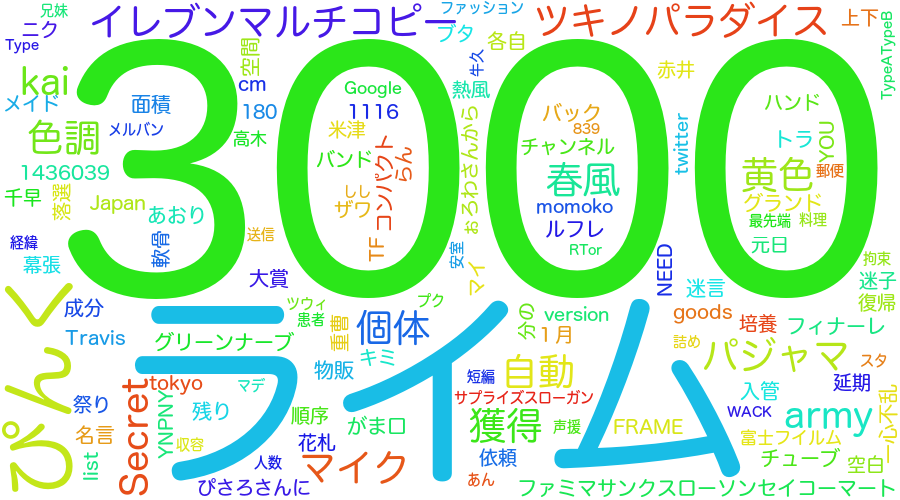 兄妹
ニク
Type
イレブンマルチコピー
ファッション
ブタ
各自
ツキノパラダイス
上下
TypeATypeB
kai
メイド
面積
メルバン
空間
cm
180
高木
3000
Google
1116
米津
バンド
しし
ザワ
コンパクト
らん
TF
牛久
熱風
ぉろわさんから
マイ
安室
赤井
twitter
バック
839
チャンネル
春風
momoko
ルフレ
RTor
NEED
ハンド
トラ
YOU
郵便
黄色
グランド
最先端
料理
元日
拘束
迷子
復帰
色調
1436039
千早
落選
Japan
あおり
経緯
幕張
軟骨
送信
大賞
成分
Travis
グリーンナーブ
ツウィ
患者
プク
重曹
個体
キミ
物販
マデ
ライム
分の
version
1月
自動
短編
サプライズスローガン
迷言
goods
培養
フィナーレ
詰め
パジャマ
スタ
延期
入管
WACK
army
一心不乱
ぴんく
祭り
名言
list
Secret
tokyo
YNPNY
残り
収容
順序
花札
がま口
人数
マイク
ぴさろさんに
獲得
依頼
あん
声援
FRAME
富士フイルム
チューブ
空白
ファミマサンクスローソンセイコーマート